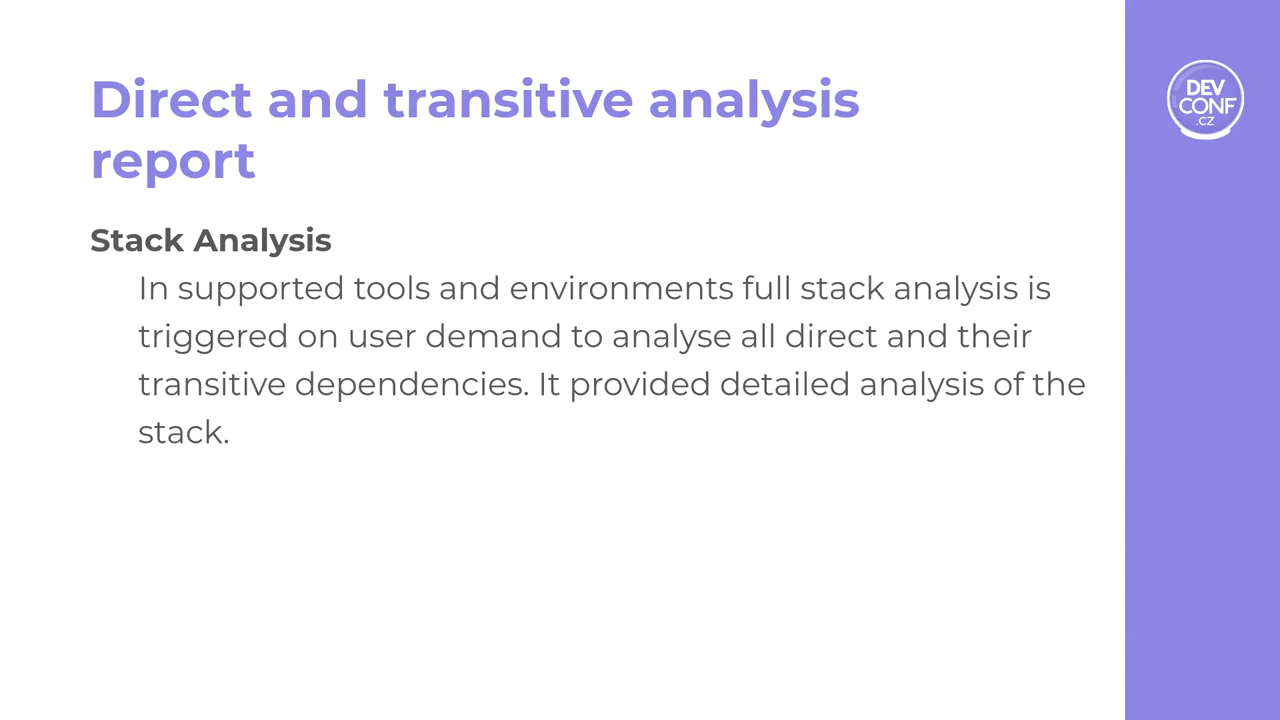 Direct and transitive analysis
report
Stack Analysis
In supported tools and environments full stack analysis is
triggered on user demand to analyse all direct and their
transitive dependencies. It provided detailed analysis of the
stack.
DEV
CONF
.CZ